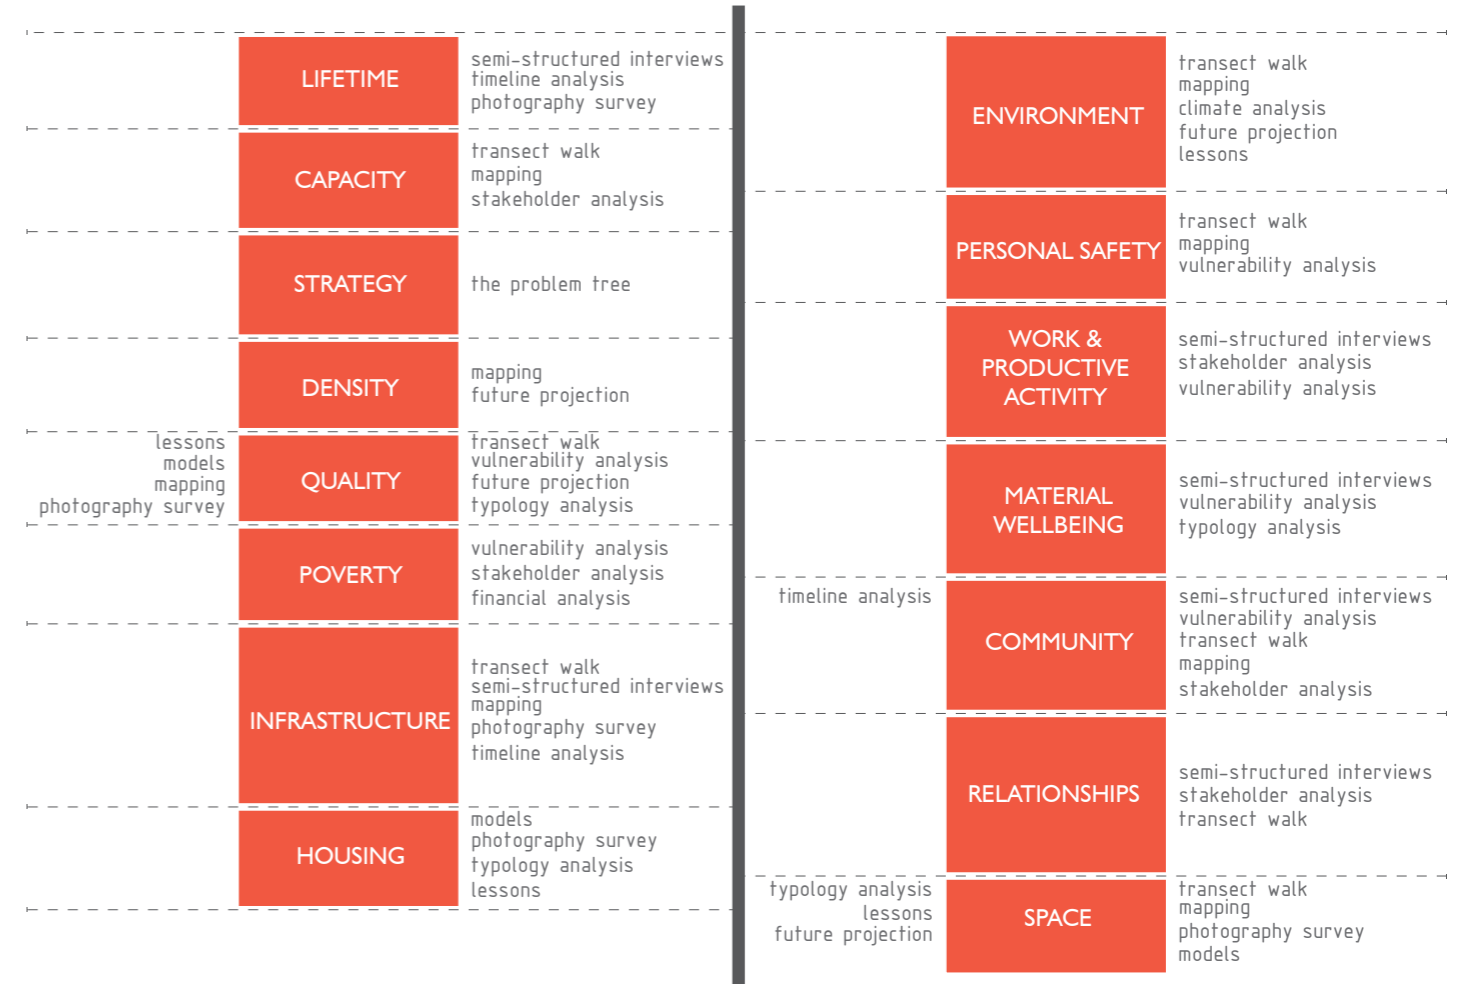 LIFETIME
semi-structured interviews
timeline analysis
photography survey
CAPACITY
transect walk
mapping
stakeholder analysis
STRATEGY
the problem tree
DENSITY
mapping
future projection
lessons
models
mapping
photography survey
QUALITY
transect walk
vulnerability analysis
future projection
typology analysis
POVERTY
vulnerability analysis
stakeholder analysis
financial analysis
INFRASTRUCTURE
transect walk
semi-structured interviews
mapping
photography survey
timeline analysis
HOUSING
models
photography survey
typology analysis
lessons
ENVIRONMENT
transect walk
mapping
climate analysis
future projection
lessons
PERSONAL SAFETY
transect walk
mapping
vulnerability analysis
WORK &
PRODUCTIVE
ACTIVITY
semi-structured interviews
stakeholder analysis
vulnerability analysis
MATERIAL
WELLBEING
semi-structured interviews
vulnerability analysis
typology analysis
timeline analysis
COMMUNITY
semi-structured interviews
vulnerability analysis
transect walk
mapping
stakeholder analysis
RELATIONSHIPS
semi-structured interviews
stakeholder analysis
transect walk
typology analysis
lessons
future projection
SPACE
transect walk
mapping
photography survey
models